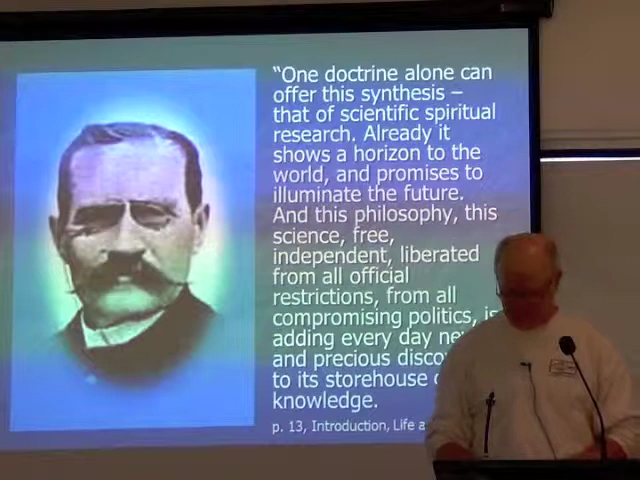 “One doctrine alone can
offer this synthesis –
that of scientific spiritual
research. Already it
shows a horizon to the
world, and promises to
illuminate the future.
And this philosophy, this
science, free,
independent, liberated
from all official
restrictions, from all
compromising politics, is
adding every day
and precious
to its storehouse
knowledge.
p. 13, Introduction, Life